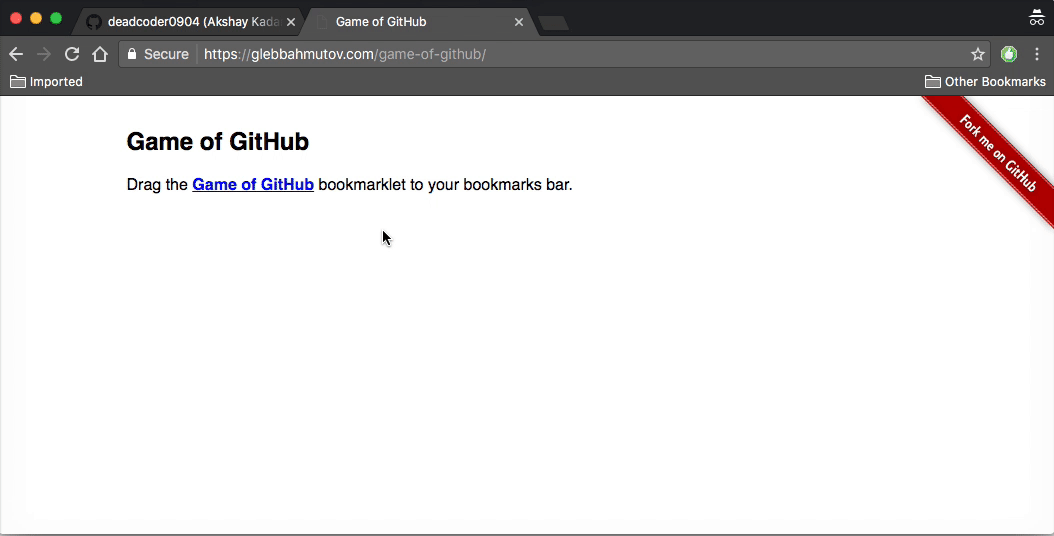 deadcoder0904 (Akshay Kada
Game of GitHub
Secure
https://glebbahmutov.com/game-of-github/
Imported
Other Bookmarks
Fork me on GitHub
Game of GitHub
Drag the Game of GitHub bookmarklet to your bookmarks bar.